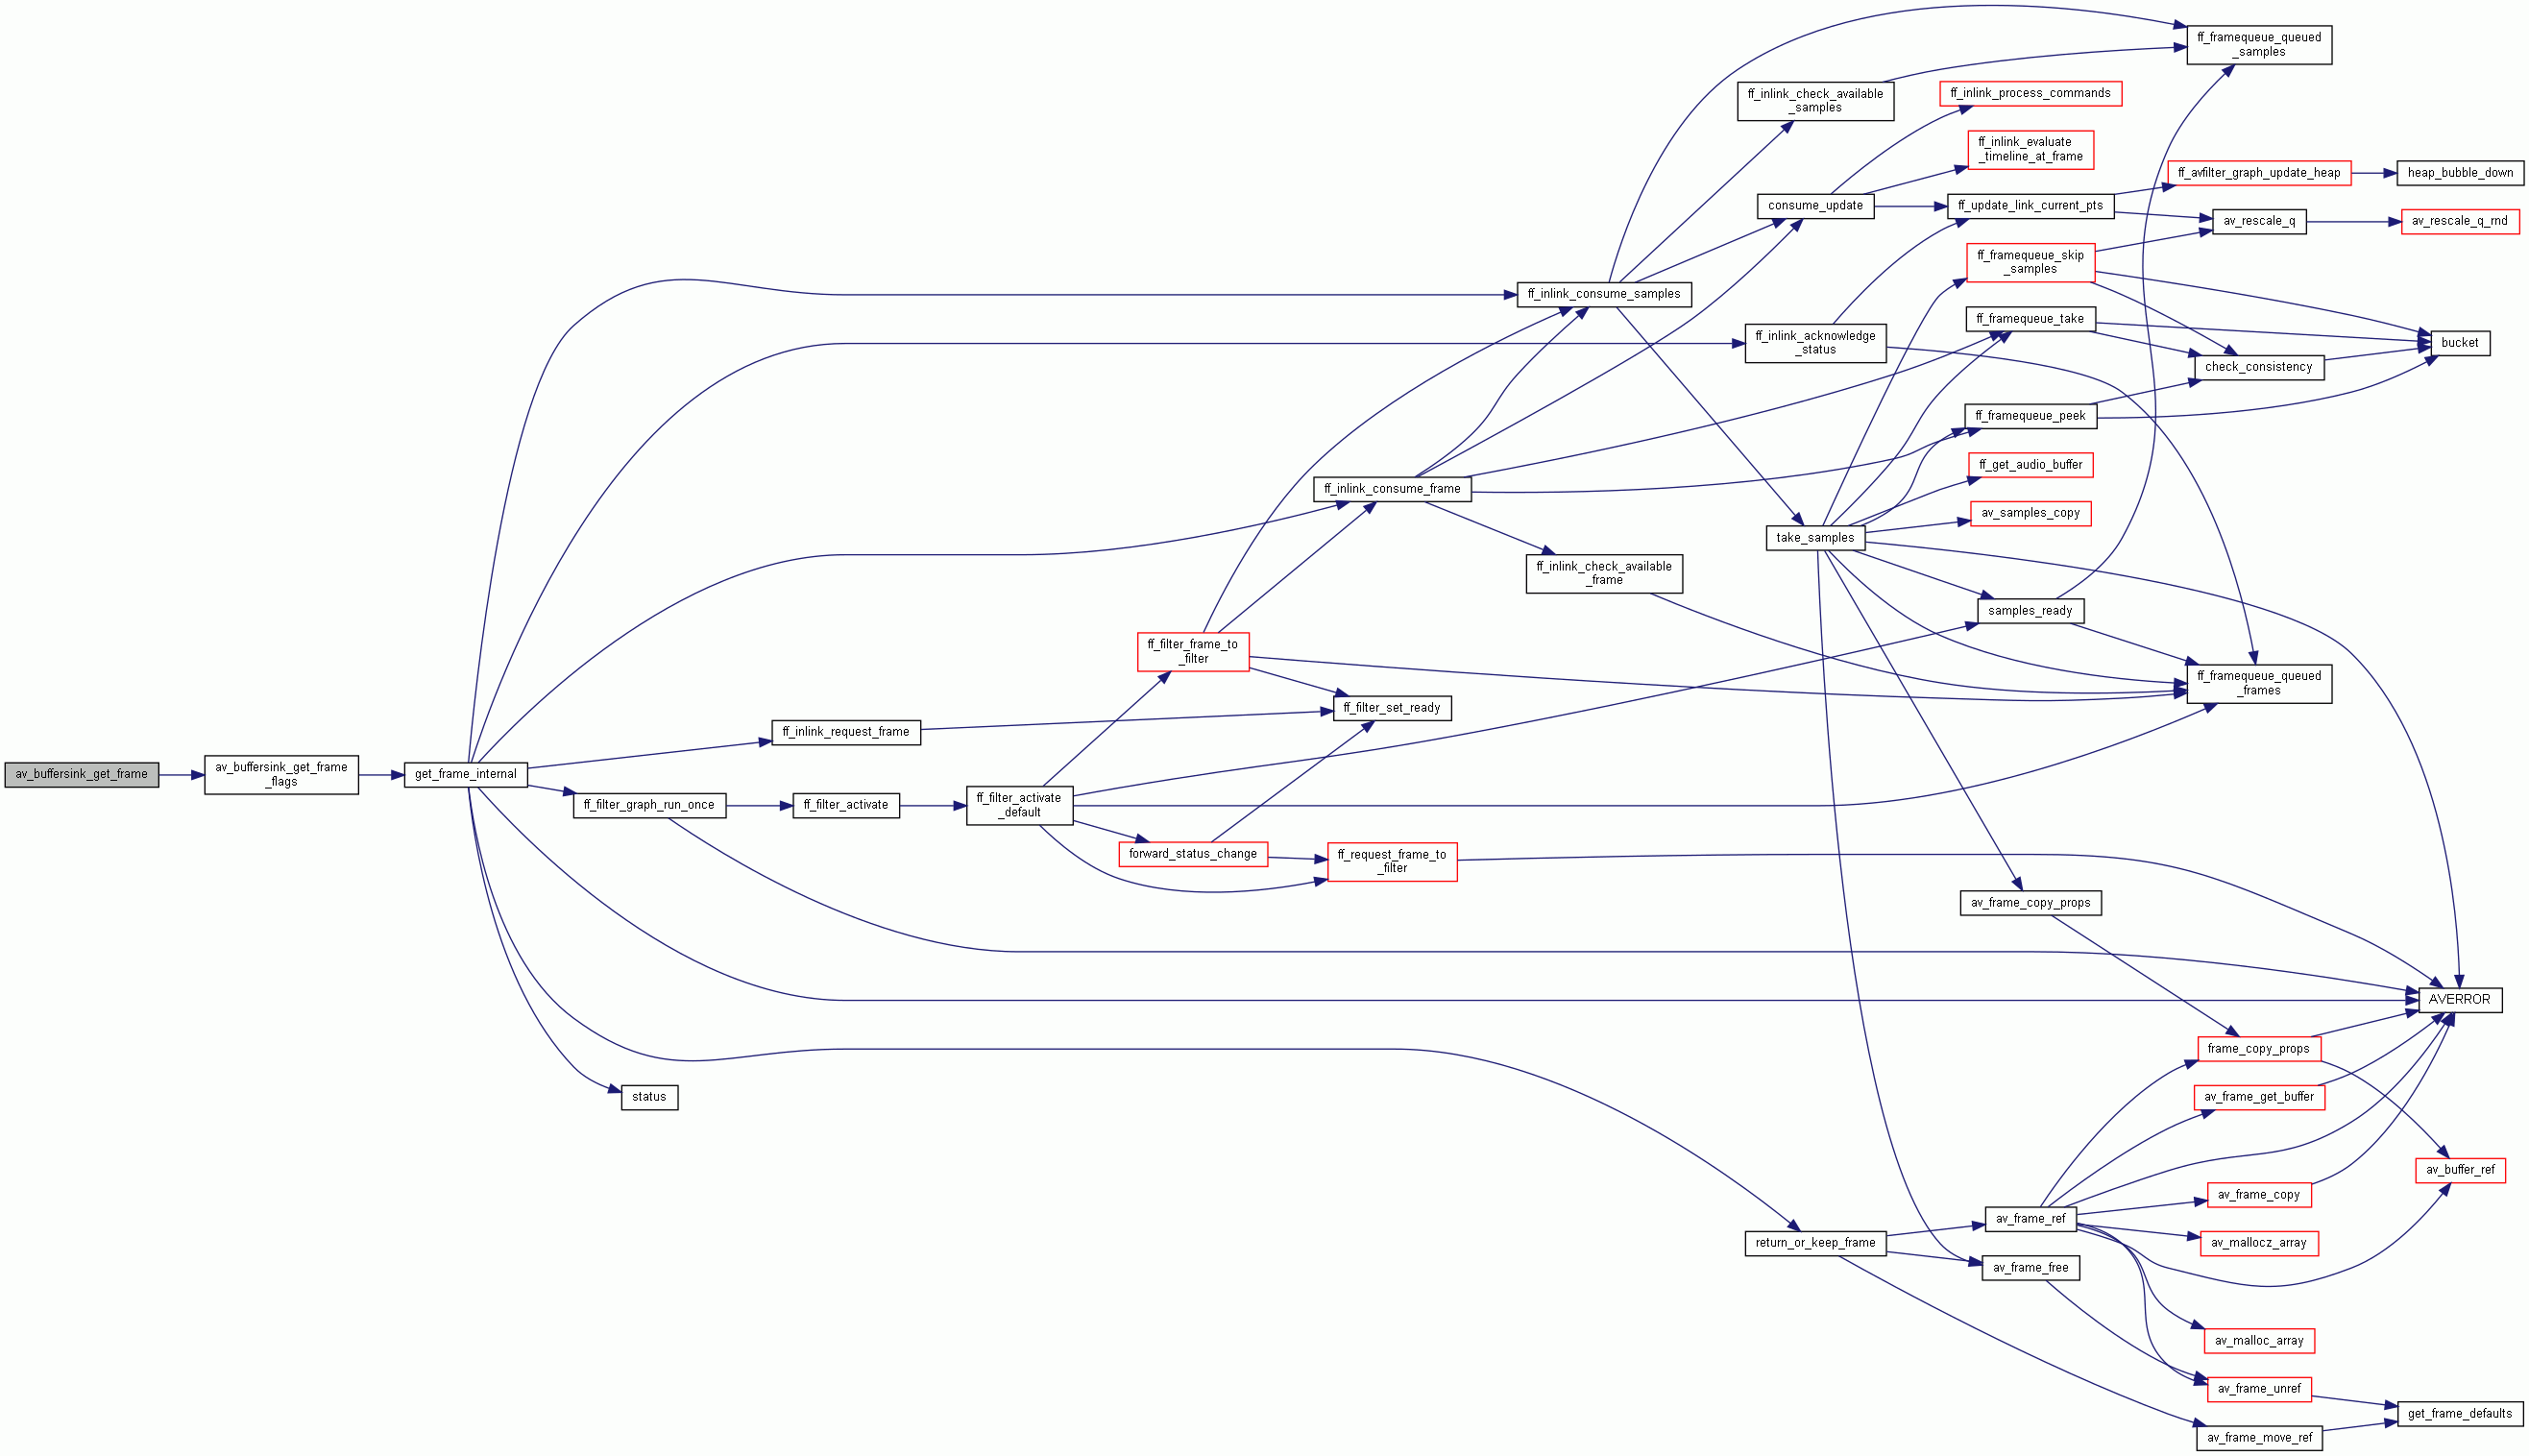 av_buffersink_get_frame
av_buffersink_get_frame
_flags
get_frame_internal
ff_filter_graph_run_once
status
ff_inlink_request_frame
ff_filter_activate
ff_filter_activate
_default
ff_filter_frame_to
_filter
forward_status_change
ff_inlink_consume_frame
ff_filter_set_ready
ff_request_frame_to
_filter
ff_inlink_consume_samples
ff_inlink_check_available
_frame
ff_inlink_check_available
_samples
consume_update
ff_inlink_acknowledge
_status
take_samples
return_or_keep_frame
ff_inlink_process_commands
ff_inlink_evaluate
_timeline_at_frame
ff_update_link_current_pts
ff_framequeue_skip
_samples
ff_framequeue_take
ff_framequeue_peek
ff_get_audio_buffer
av_samples_copy
samples_ready
av_frame_copy_props
av_frame_ref
av_frame_free
ff_framequeue_queued
_samples
ff_avfilter_graph_update_heap
av_rescale_q
check_consistency
ff_framequeue_queued
_frames
frame_copy_props
av_frame_get_buffer
av_frame_copy
av_mallocz_array
av_malloc_array
av_frame_unref
av_frame_move_ref
heap_bubble_down
av_rescale_q_rnd
bucket
AVERROR
av_buffer_ref
get_frame_defaults